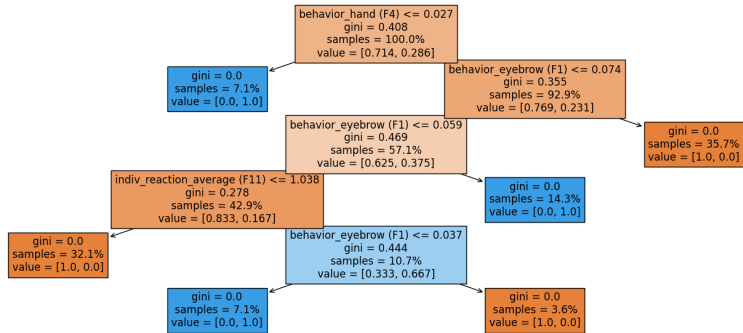 behavior_hand (F4) <= 0.027
gini = 0.408
samples = 100.0%
value = [0.714, 0.286]
gini = 0.0
samples = 7.1%
value = [0.0, 1.0]
behavior_eyebrow (F1) <= 0.074
gini = 0.355
samples = 92.9%
value = [0.769, 0.231]
behavior_eyebrow (F1) <= 0.059
gini = 0.469
samples = 57.1%
value = [0.625, 0.375]
gini = 0.0
samples = 35.7%
value = [1.0, 0.0]
indiv_reaction_average (F11) <= 1.038
gini = 0.278
samples = 42.9%
value = [0.833, 0.167]
gini = 0.0
samples = 14.3%
value = [0.0, 1.0]
gini = 0.0
samples = 32.1%
value = [1.0, 0.0]
behavior_eyebrow (F1) <= 0.037
gini = 0.444
samples = 10.7%
value = [0.333, 0.667]
gini = 0.0
samples = 7.1%
value = [0.0, 1.0]
gini = 0.0
samples = 3.6%
value = [1.0, 0.0]